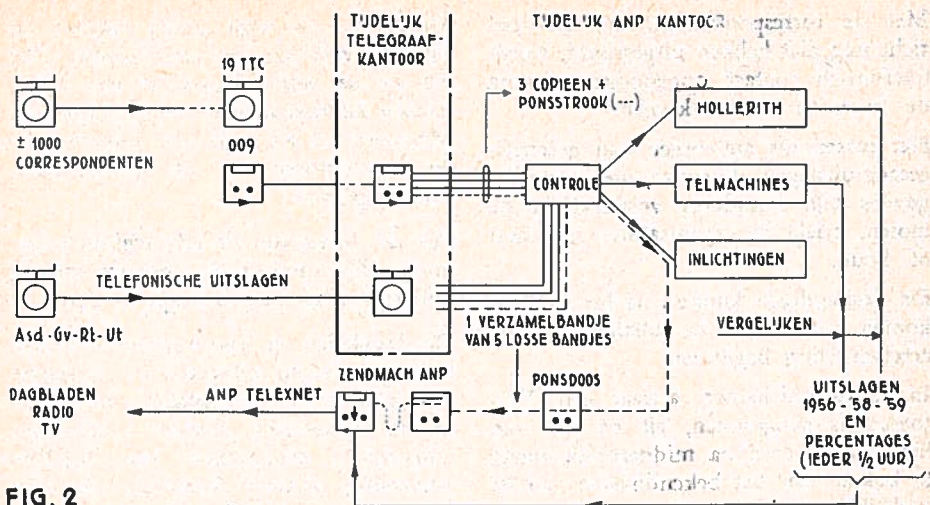 TIJDELIJK
TELEGRAAF-
KANTOOR
TIJDELIJK ANP KANTOOR
19 TTC
± 1000
CORRESPONDENTEN
009
3 COPIEEN +
PONSSTROOK (---)
HOLLERITH
CONTROLE
TELMACHINES
INLICHTINGEN
TELEFONISCHE UITSLAGEN
Asd-Gv-Rt-Ut
1 VERZAMELBANDJE
VAN 5 LOSSE BANDJES
VERGELIJKEN
ZENDMACH ANP
PONSDOOS
DAGBLADEN
RADIO
TV
ANP TELEXNET
UITSLAGEN
1956-58-59
EN
PERCENTAGES
(IEDER 1/2 UUR)
FIG. 2